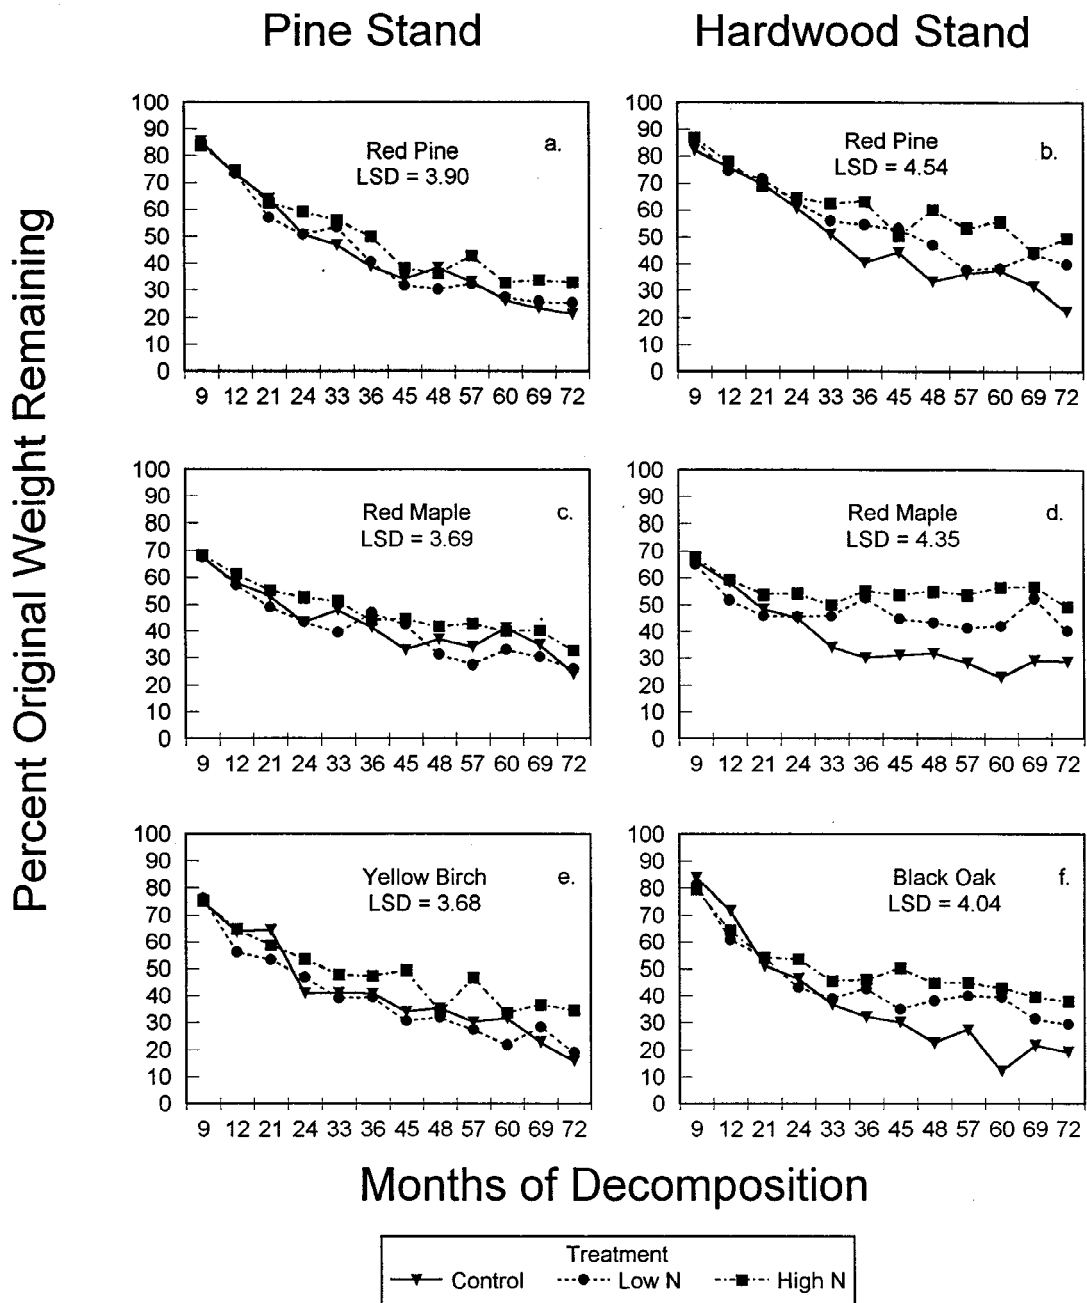 Pine Stand
Hardwood Stand
Percent Original Weight Remaining
100
90
80
70
60
50
40
30
20
10
0
Red Pine
LSD = 3.90
a.
9 12 21 24 33 36 45 48 57 60 69 72
100
90
80
70
60
50
40
30
20
10
0
Red Pine
LSD = 4.54
b.
9 12 21 24 33 36 45 48 57 60 69 72
100
90
80
70
60
50
40
30
20
10
0
Red Maple
LSD = 3.69
c.
9 12 21 24 33 36 45 48 57 60 69 72
100
90
80
70
60
50
40
30
20
10
0
Red Maple
LSD = 4.35
d.
9 12 21 24 33 36 45 48 57 60 69 72
100
90
80
70
60
50
40
30
20
10
0
Yellow Birch
LSD = 3.68
e.
9 12 21 24 33 36 45 48 57 60 69 72
100
90
80
70
60
50
40
30
20
10
0
Black Oak
LSD = 4.04
f.
9 12 21 24 33 36 45 48 57 60 69 72
Months of Decomposition
Treatment
Control Low N High N